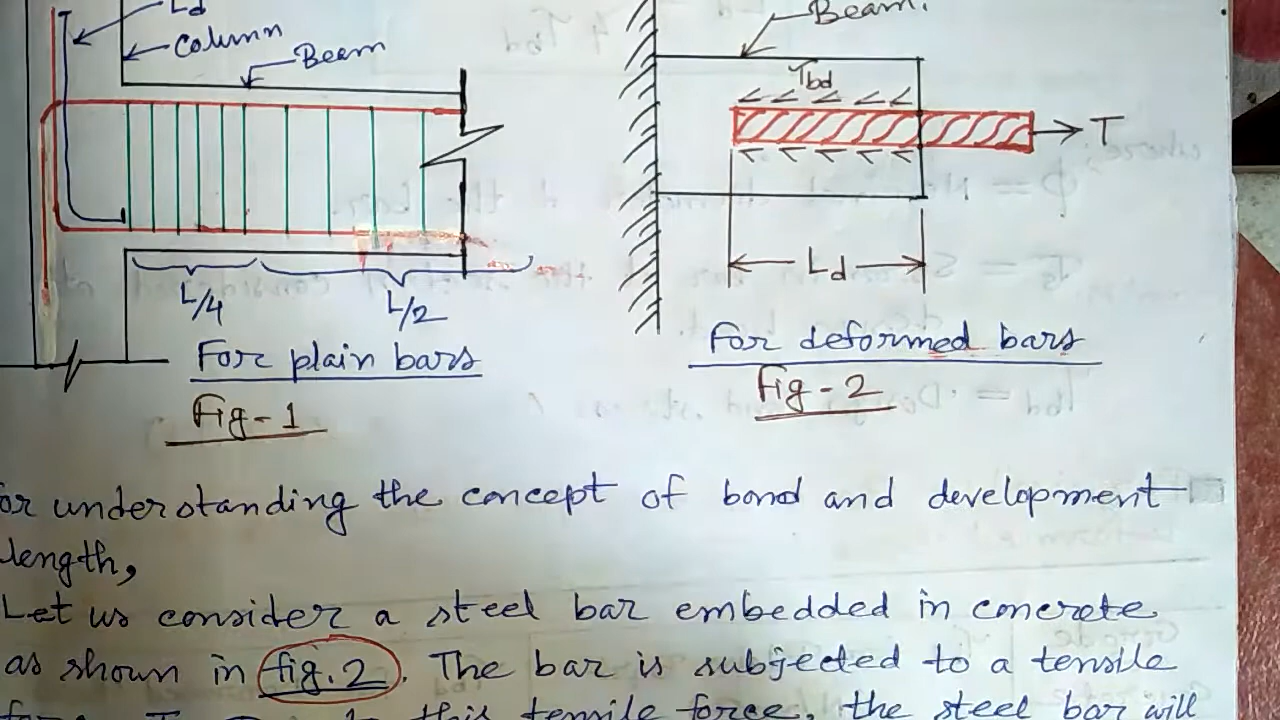 Ld
Column
Beam
L/4
L/2
For plain bars
Fig-1
Beam.
Tbd
T
Ld
For deformed bars
Fig-2
or understanding the concept of bond and development
length,
Let us consider a steel bar embedded in concrete
as shown in fig.2. The bar is subjected to a tensile
this tensile force, the steel bar will